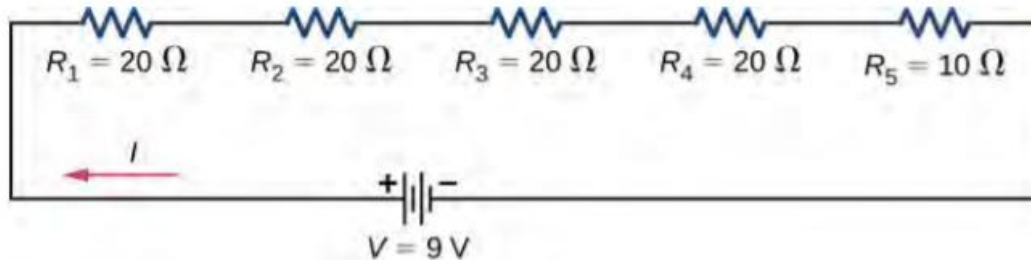 R1 = 20 Ω R2 = 20 Ω R3 = 20 Ω R4 = 20 Ω R5 = 10 Ω
I
+ −
V = 9 V